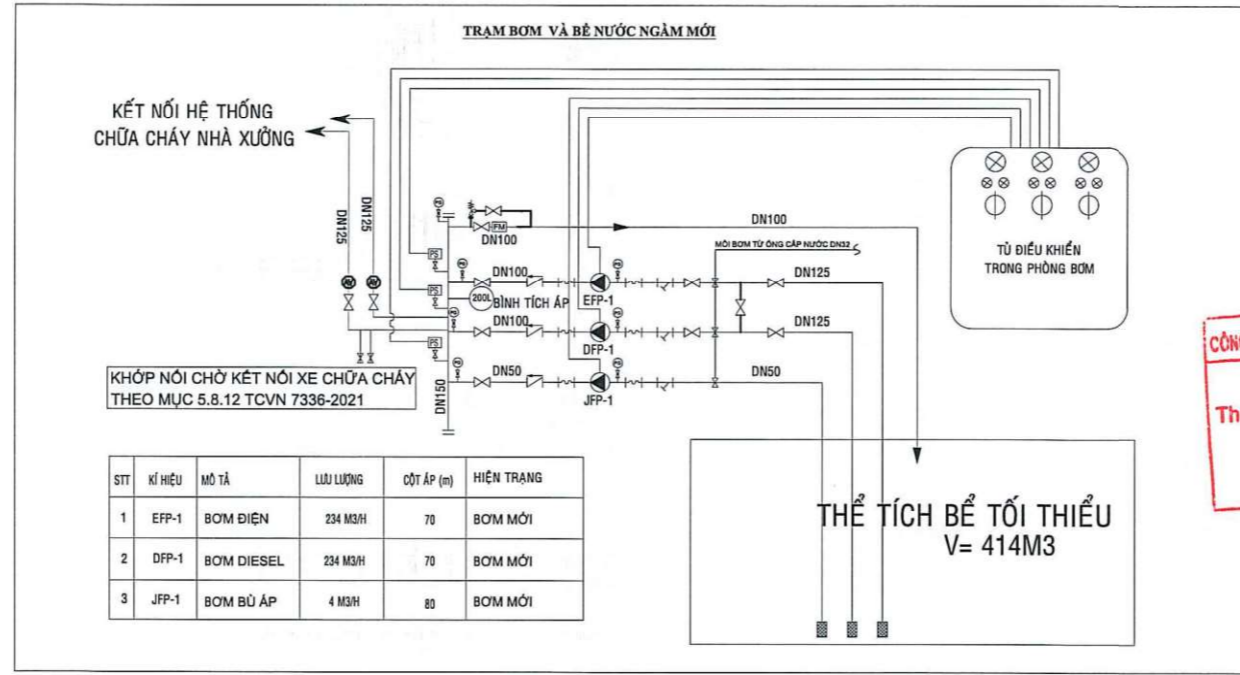 TRẠM BƠM VÀ BỂ NƯỚC NGẦM MỚI
KẾT NỐI HỆ THỐNG
CHỮA CHÁY NHÀ XƯỞNG
DN125
DN125
FM
DN100
DN100
MỒI BƠM TỪ ỐNG CẤP NƯỚC DN32
TỦ ĐIỀU KHIỂN
TRONG PHÒNG BƠM
PS
DN100
EFP-1
DN125
200L
BÌNH TÍCH ÁP
PS
DN100
DFP-1
DN125
PS
DN50
JFP-1
DN50
DN150
KHỚP NỐI CHỜ KẾT NỐI XE CHỮA CHÁY
THEO MỤC 5.8.12 TCVN 7336-2021
STT KÍ HIỆU MÔ TẢ LƯU LƯỢNG CỘT ÁP (m) HIỆN TRẠNG
1 EFP-1 BƠM ĐIỆN 234 M3/H 70 BƠM MỚI
2 DFP-1 BƠM DIESEL 234 M3/H 70 BƠM MỚI
3 JFP-1 BƠM BÙ ÁP 4 M3/H 80 BƠM MỚI
THỂ TÍCH BỂ TỐI THIỂU
V= 414M3
CÔN
Th